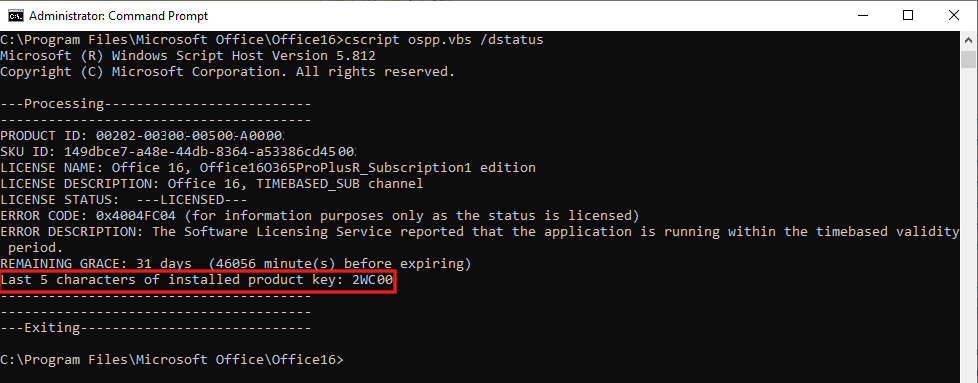 Administrator: Command Prompt
C:\Program Files\Microsoft Office\Office16>cscript ospp.vbs /dstatus
Microsoft (R) Windows Script Host Version 5.812
Copyright (C) Microsoft Corporation. All rights reserved.
---Processing--------------------------
---------------------------------------
PRODUCT ID: 00202-00300-00500-A0000
SKU ID: 149dbce7-a48e-44db-8364-a53386cd4500
LICENSE NAME: Office 16, Office16O365ProPlusR_Subscription1 edition
LICENSE DESCRIPTION: Office 16, TIMEBASED_SUB channel
LICENSE STATUS:  ---LICENSED---
ERROR CODE: 0x4004FC04 (for information purposes only as the status is licensed)
ERROR DESCRIPTION: The Software Licensing Service reported that the application is running within the timebased validity
period.
REMAINING GRACE: 31 days  (46056 minute(s) before expiring)
Last 5 characters of installed product key: 2WC00
---------------------------------------
---------------------------------------
---Exiting-----------------------------
C:\Program Files\Microsoft Office\Office16>